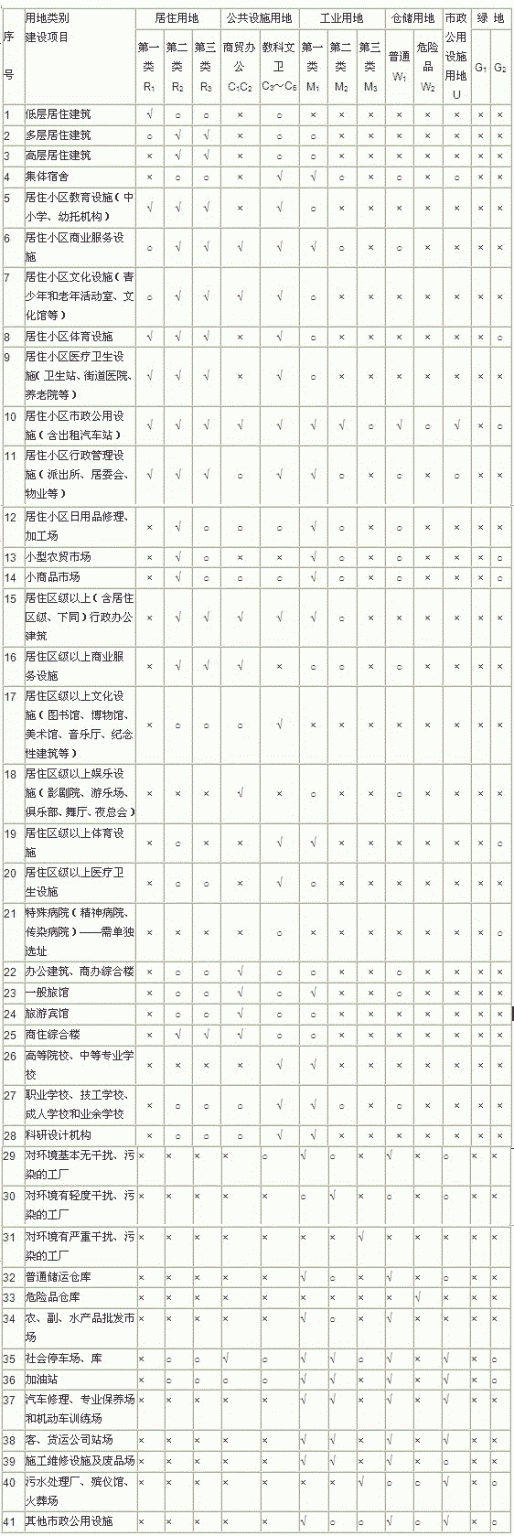 序号 用地类别 建设项目 居住用地 公共设施用地 工业用地 仓储用地 市政公用设施用地U 绿 地
第一类R₁ 第二类R₂ 第三类R₃ 商贸办公C₁C₂ 教科文卫C₃～C₆ 第一类M₁ 第二类M₂ 第三类M₃ 普通W₁ 危险品W₂ G₁ G₂
1 低层居住建筑 √ ○ ○ × ○ × × × × × × × ×
2 多层居住建筑 ○ √ √ × ○ ○ × × × × × × ×
3 高层居住建筑 × √ √ × ○ ○ × × × × × × ×
4 集体宿舍 × ○ ○ × √ √ ○ × ○ × ○ × ×
5 居住小区教育设施(中小学、幼托机构) √ √ √ × √ ○ × × × × × × ×
6 居住小区商业服务设施 ○ √ √ √ √ √ ○ × ○ × × × ×
7 居住小区文化设施(青少年和老年活动室、文化馆等) ○ √ √ √ √ ○ × × × × × × ×
8 居住小区体育设施 √ √ √ × √ ○ × × × × × × ○
9 居住小区医疗卫生设施(卫生站、街道医院、养老院等) √ √ √ × √ ○ × × × × × × ×
10 居住小区市政公用设施(含出租汽车站) √ √ √ √ √ √ √ ○ √ ○ √ × ○
11 居住小区行政管理设施(派出所、居委会、物业等) √ √ √ ○ √ √ ○ × ○ × ○ × ×
12 居住小区日用品修理、加工场 × √ ○ ○ ○ √ ○ × ○ × × × ×
13 小型农贸市场 × √ ○ × × √ ○ × ○ × × × ○
14 小商品市场 × √ ○ ○ ○ √ ○ × ○ × × × ○
15 居住区级以上(含居住区级、下同)行政办公建筑 × √ √ √ √ √ ○ × × × × × ×
16 居住区级以上商业服务设施 × √ √ √ × ○ ○ × ○ × × × ×
17 居住区级以上文化设施(图书馆、博物馆、美术馆、音乐厅、纪念性建筑等) × ○ ○ ○ √ × × × × × × × ×
18 居住区级以上娱乐设施(影剧院、游乐场、俱乐部、舞厅、夜总会) × × × √ × ○ × × ○ × × × ×
19 居住区级以上体育设施 × ○ × × √ √ × × × × × × ○
20 居住区级以上医疗卫生设施 × ○ ○ × √ ○ × × × × × × ×
21 特殊病院(精神病院、传染病院)——需单独选址 × × × × ○ × × × × × × × ○
22 办公建筑、商办综合楼 × ○ ○ √ ○ ○ × × ○ × × × ×
23 一般旅馆 × ○ ○ √ ○ √ × × ○ × × × ×
24 旅游宾馆 × ○ ○ √ ○ ○ × × × × × × ×
25 商住综合楼 × √ √ √ ○ ○ × × × × × × ×
26 高等院校、中等专业学校 × × × × √ √ × × × × × × ×
27 职业学校、技工学校、成人学校和业余学校 × ○ ○ ○ √ √ ○ × ○ × × × ×
28 科研设计机构 × ○ ○ ○ √ √ × × × × × × ×
29 对环境基本无干扰、污染的工厂 × × × × ○ √ ○ × √ × ○ × ×
30 对环境有轻度干扰、污染的工厂 × × × × × ○ √ × ○ × ○ × ×
31 对环境有严重干扰、污染的工厂 × × × × × × × √ × × × × ×
32 普通储运仓库 × × × × × √ ○ × √ × ○ × ×
33 危险品仓库 × × × × × × × × × √ × × ×
34 农、副、水产品批发市场 × × × × × √ ○ × √ × × × ×
35 社会停车场、库 × ○ ○ √ ○ √ √ ○ √ × √ × ○
36 加油站 × ○ ○ ○ ○ √ √ × √ × √ × ○
37 汽车修理、专业保养场和机动车训练场 × × × × × √ √ × √ × √ × ×
38 客、货运公司站场 × × × × × √ √ × √ × √ × ×
39 施工维修设施及废品场 × × × × × √ √ × √ × ○ × ×
40 污水处理厂、殡仪馆、火葬场 × × × × × × × √ ○ ○ √ × ○
41 其他市政公用设施 × × × × × √ ○ ○ √ ○ √ × ○